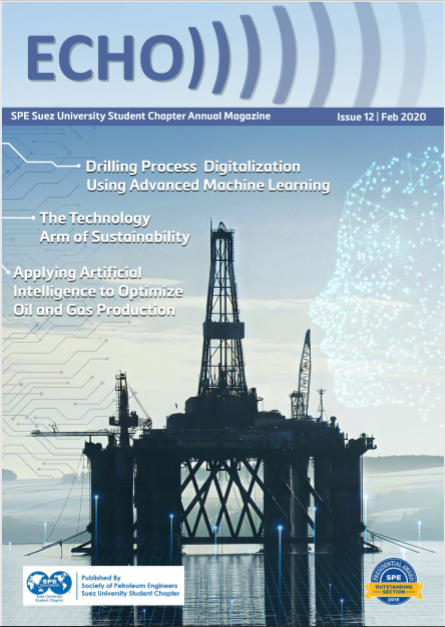 ECHO
SPE Suez University Student Chapter Annual Magazine
Issue 12 | Feb 2020
Drilling Process Digitalization
Using Advanced Machine Learning
The Technology
Arm of Sustainability
Applying Artificial
Intelligence to Optimize
Oil and Gas Production
SPE
Suez University
Student Chapter
Published By
Society of Petroleum Engineers
Suez University Student Chapter
PRESIDENTIAL AWARD
SPE
OUTSTANDING
SECTION
2019